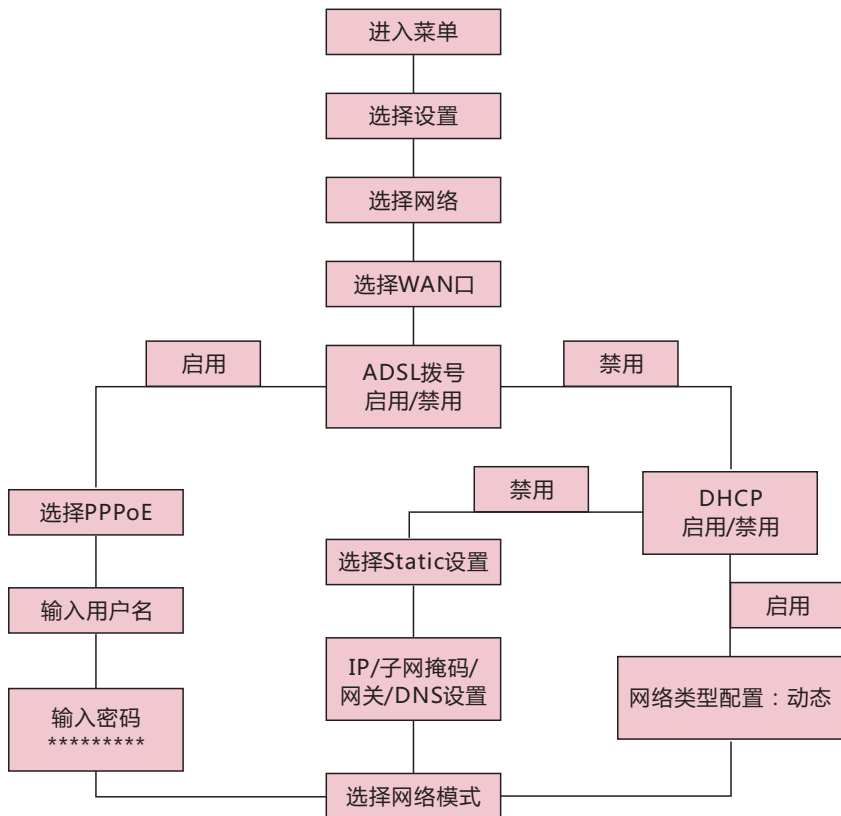 进入菜单
选择设置
选择网络
选择WAN口
启用
ADSL拨号
启用/禁用
禁用
选择PPPoE
禁用
DHCP
启用/禁用
选择Static设置
输入用户名
启用
IP/子网掩码/
网关/DNS设置
网络类型配置：动态
输入密码
*********
选择网络模式